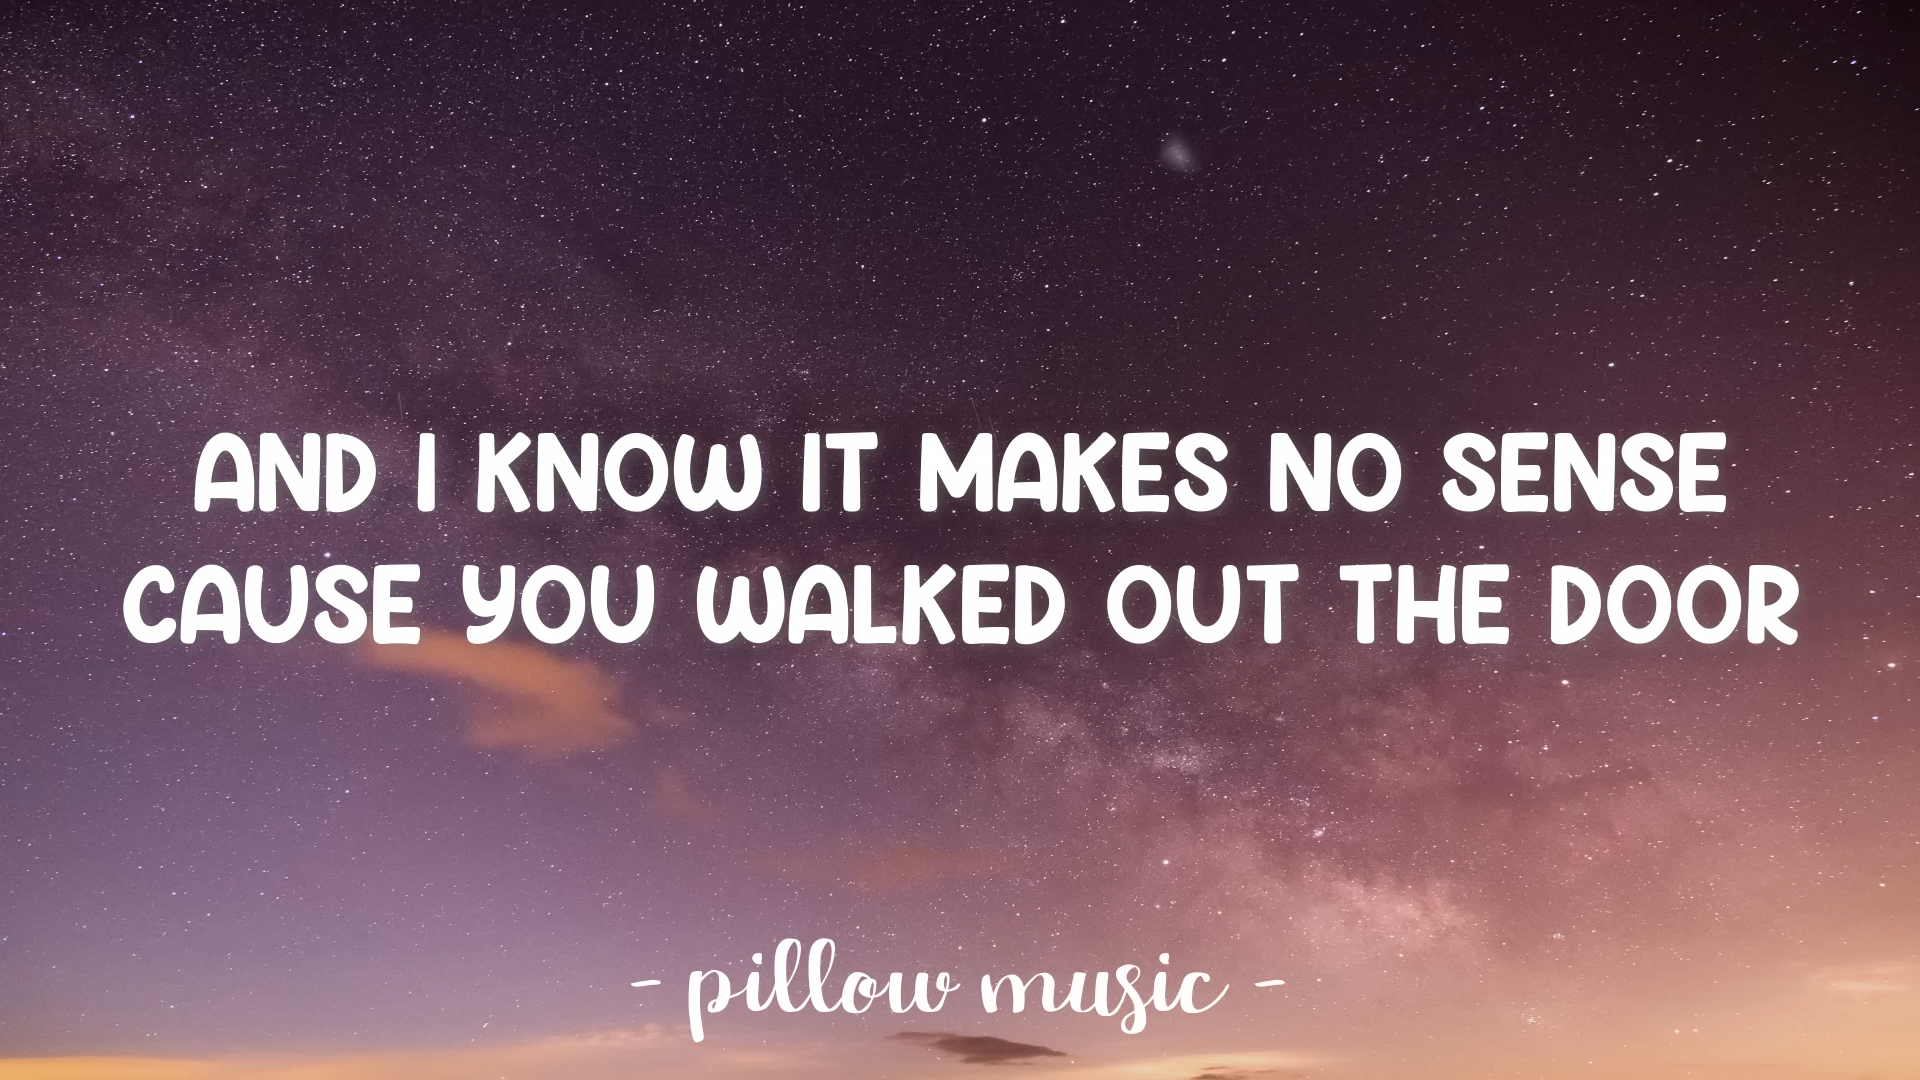 AND I KNOW IT MAKES NO SENSE
CAUSE YOU WALKED OUT THE DOOR
- pillow music -